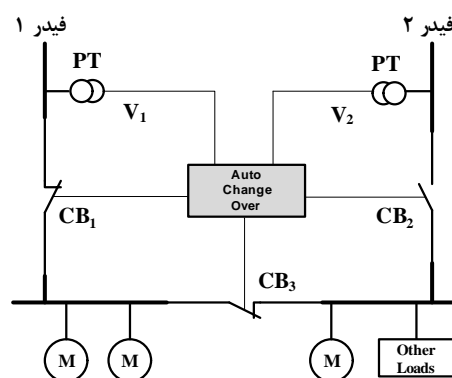 فیدر ۱
فیدر ۲
PT
PT
V1
V2
Auto
Change
Over
CB1
CB2
CB3
M
M
M
Other
Loads